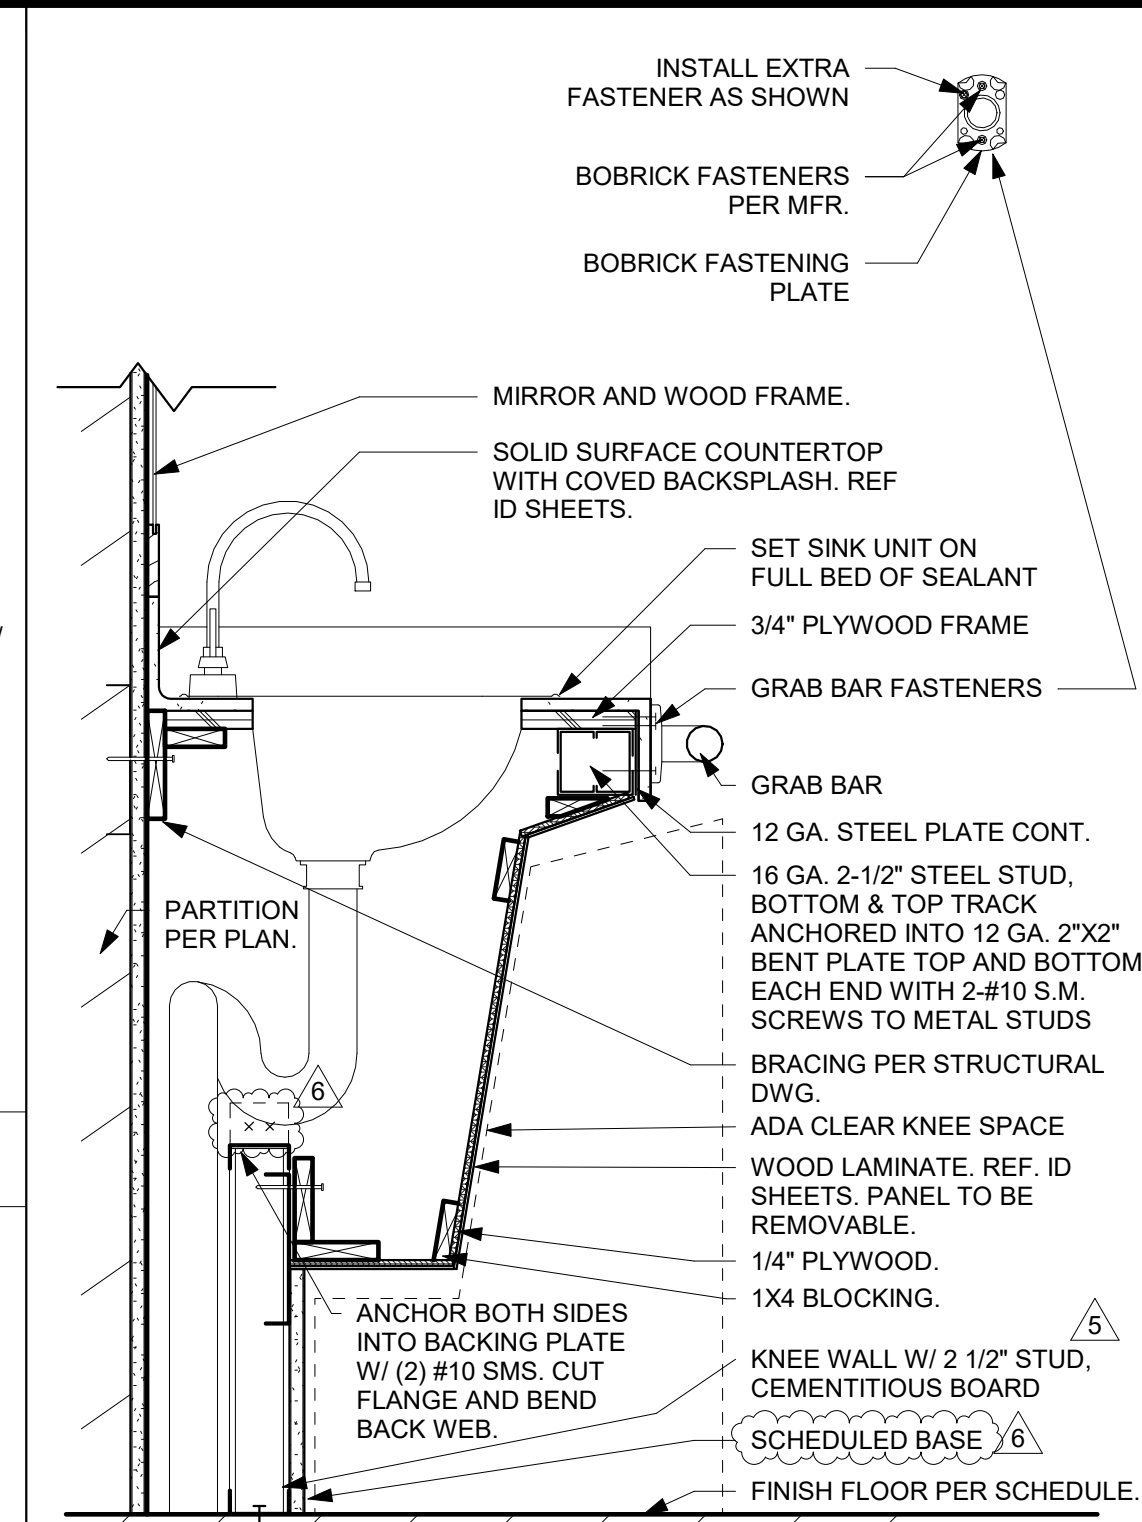 INSTALL EXTRA
FASTENER AS SHOWN
BOBRICK FASTENERS
PER MFR.
BOBRICK FASTENING
PLATE
MIRROR AND WOOD FRAME.
SOLID SURFACE COUNTERTOP
WITH COVED BACKSPLASH. REF
ID SHEETS.
SET SINK UNIT ON
FULL BED OF SEALANT
3/4" PLYWOOD FRAME
GRAB BAR FASTENERS
GRAB BAR
12 GA. STEEL PLATE CONT.
16 GA. 2-1/2" STEEL STUD,
BOTTOM & TOP TRACK
ANCHORED INTO 12 GA. 2"X2"
BENT PLATE TOP AND BOTTOM
EACH END WITH 2-#10 S.M.
SCREWS TO METAL STUDS
PARTITION
PER PLAN.
BRACING PER STRUCTURAL
DWG.
6
ADA CLEAR KNEE SPACE
WOOD LAMINATE. REF. ID
SHEETS. PANEL TO BE
REMOVABLE.
1/4" PLYWOOD.
1X4 BLOCKING.
ANCHOR BOTH SIDES
INTO BACKING PLATE
W/ (2) #10 SMS. CUT
FLANGE AND BEND
BACK WEB.
5
KNEE WALL W/ 2 1/2" STUD,
CEMENTITIOUS BOARD
SCHEDULED BASE 6
FINISH FLOOR PER SCHEDULE.